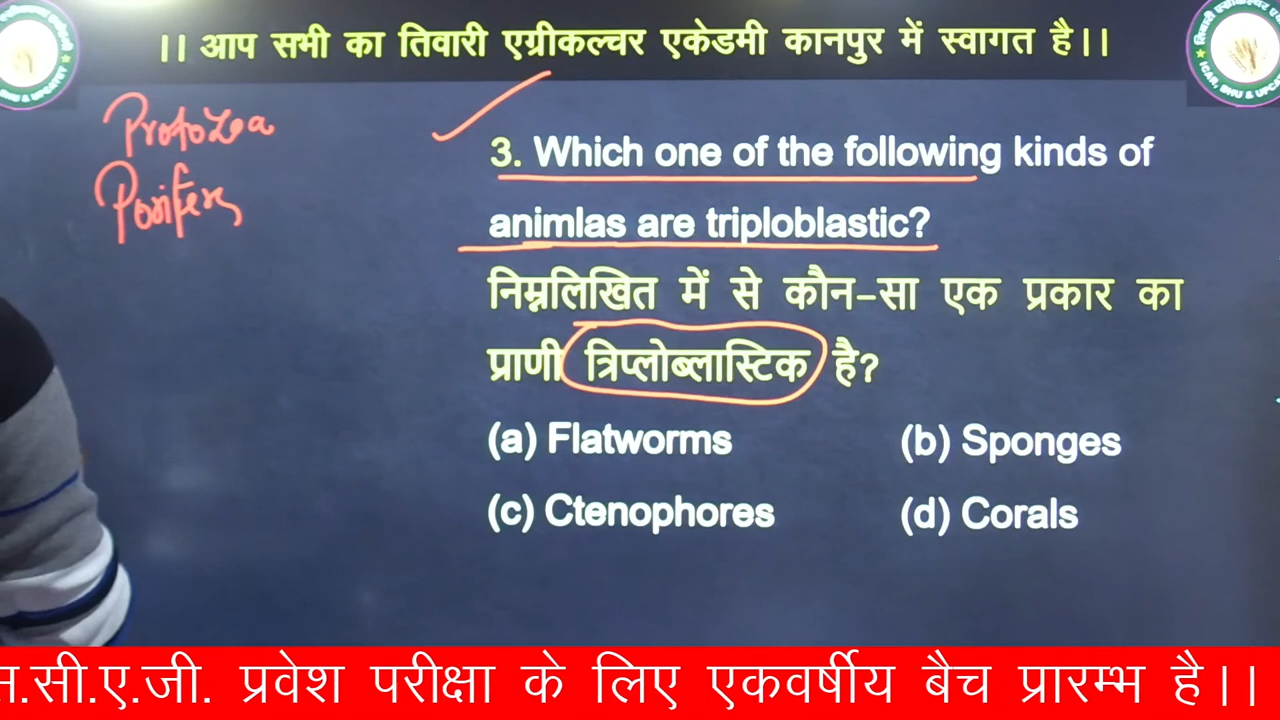 ।। आप सभी का तिवारी एग्रीकल्चर एकेडमी कानपुर में स्वागत है।।
Protozoa
Porifera
3. Which one of the following kinds of
animlas are triploblastic?
निम्नलिखित में से कौन-सा एक प्रकार का
प्राणी त्रिप्लोब्लास्टिक है?
(a) Flatworms (b) Sponges
(c) Ctenophores (d) Corals
.सी.ए.जी. प्रवेश परीक्षा के लिए एकवर्षीय बैच प्रारम्भ है।।